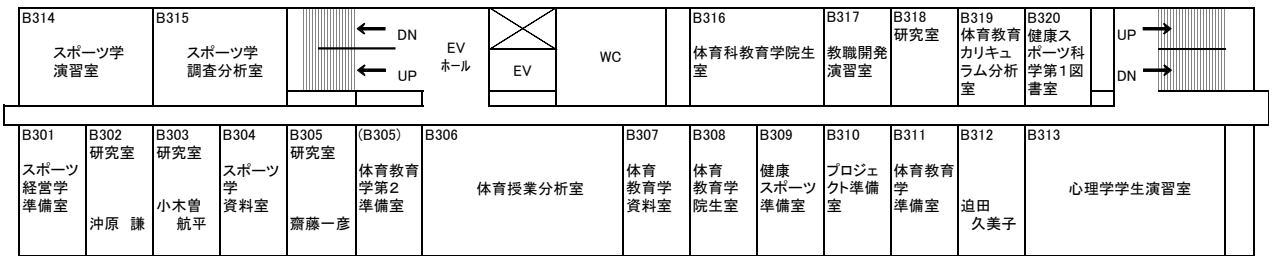 B314
スポーツ学
演習室
B315
スポーツ学
調査分析室
DN
UP
EV
ホール
EV
WC
B316
体育科教育学院生
室
B317
教職開発
演習室
B318
研究室
B319
体育教育
カリキュ
ラム分析
室
B320
健康ス
ポーツ科
学第1図
書室
UP
DN
B301
スポーツ
経営学
準備室
B302
研究室
沖原 謙
B303
研究室
小木曽
航平
B304
スポーツ
学
資料室
B305
研究室
齋藤一彦
(B305)
体育教育
学第2
準備室
B306
体育授業分析室
B307
体育
教育学
資料室
B308
体育
教育学
院生室
B309
健康
スポーツ
準備室
B310
プロジェ
クト準備
室
B311
体育教育
学
準備室
B312
迫田
久美子
B313
心理学学生演習室